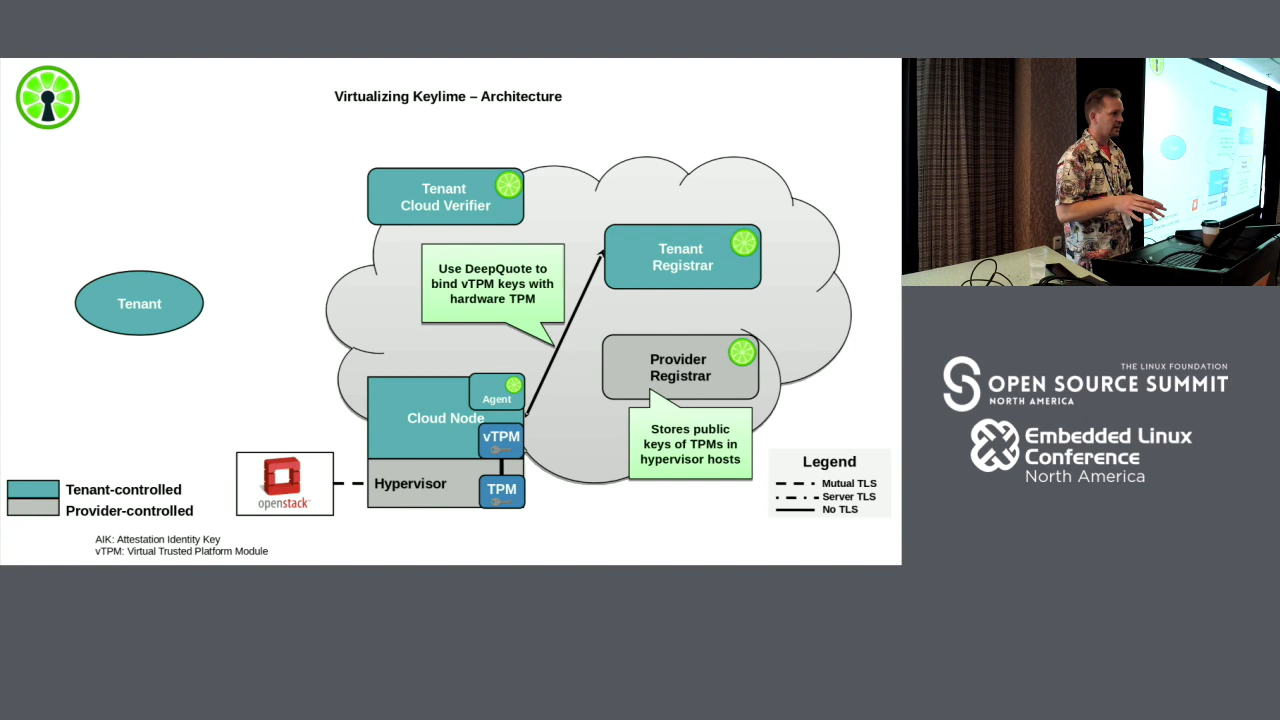 Virtualizing Keylime – Architecture
Tenant
Cloud Verifier
Tenant
Registrar
Use DeepQuote to
bind vTPM keys with
hardware TPM
Tenant
Provider
Registrar
Agent
Cloud Node
vTPM
Stores public
keys of TPMs in
hypervisor hosts
Hypervisor
TPM
openstack
Legend
Mutual TLS
Server TLS
No TLS
Tenant-controlled
Provider-controlled
AIK: Attestation Identity Key
vTPM: Virtual Trusted Platform Module
THE LINUX FOUNDATION
OPEN SOURCE SUMMIT
NORTH AMERICA
Embedded Linux
Conference
North America